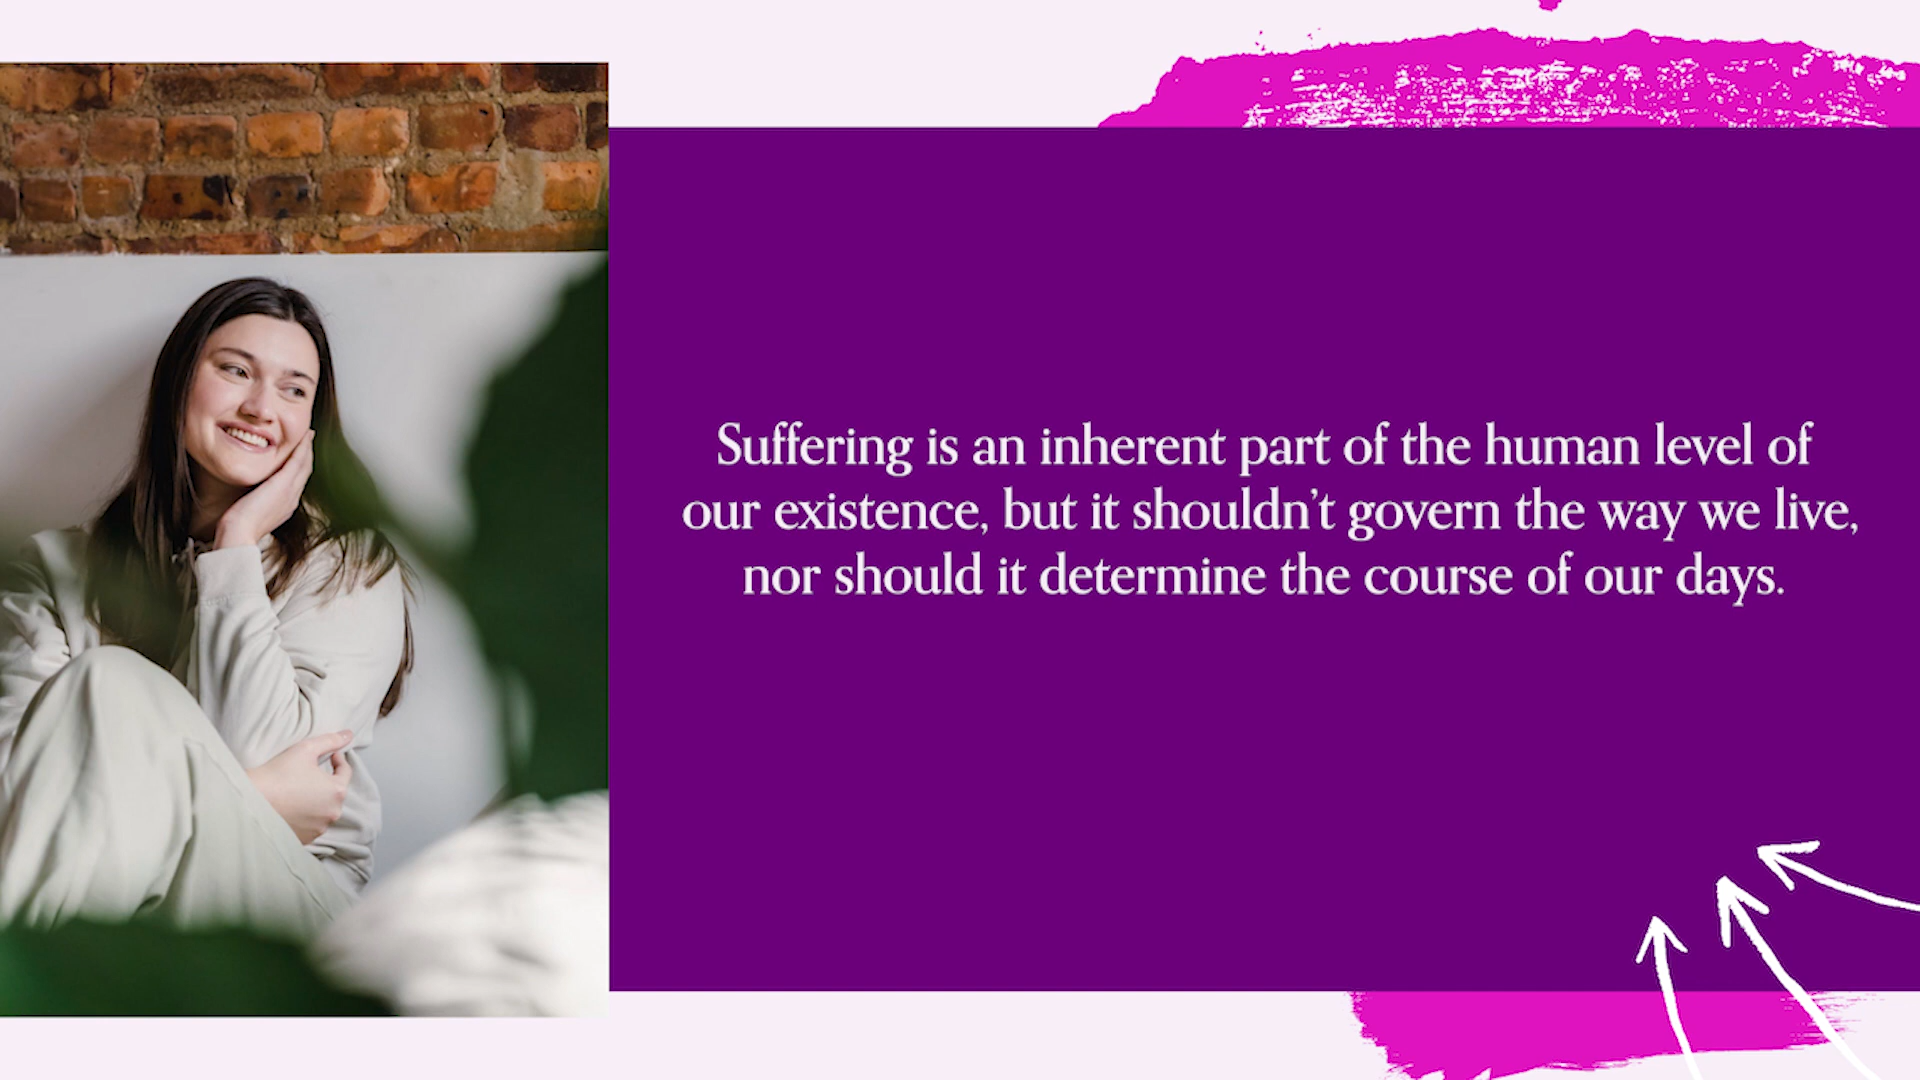 Suffering is an inherent part of the human level of
our existence, but it shouldn’t govern the way we live,
nor should it determine the course of our days.